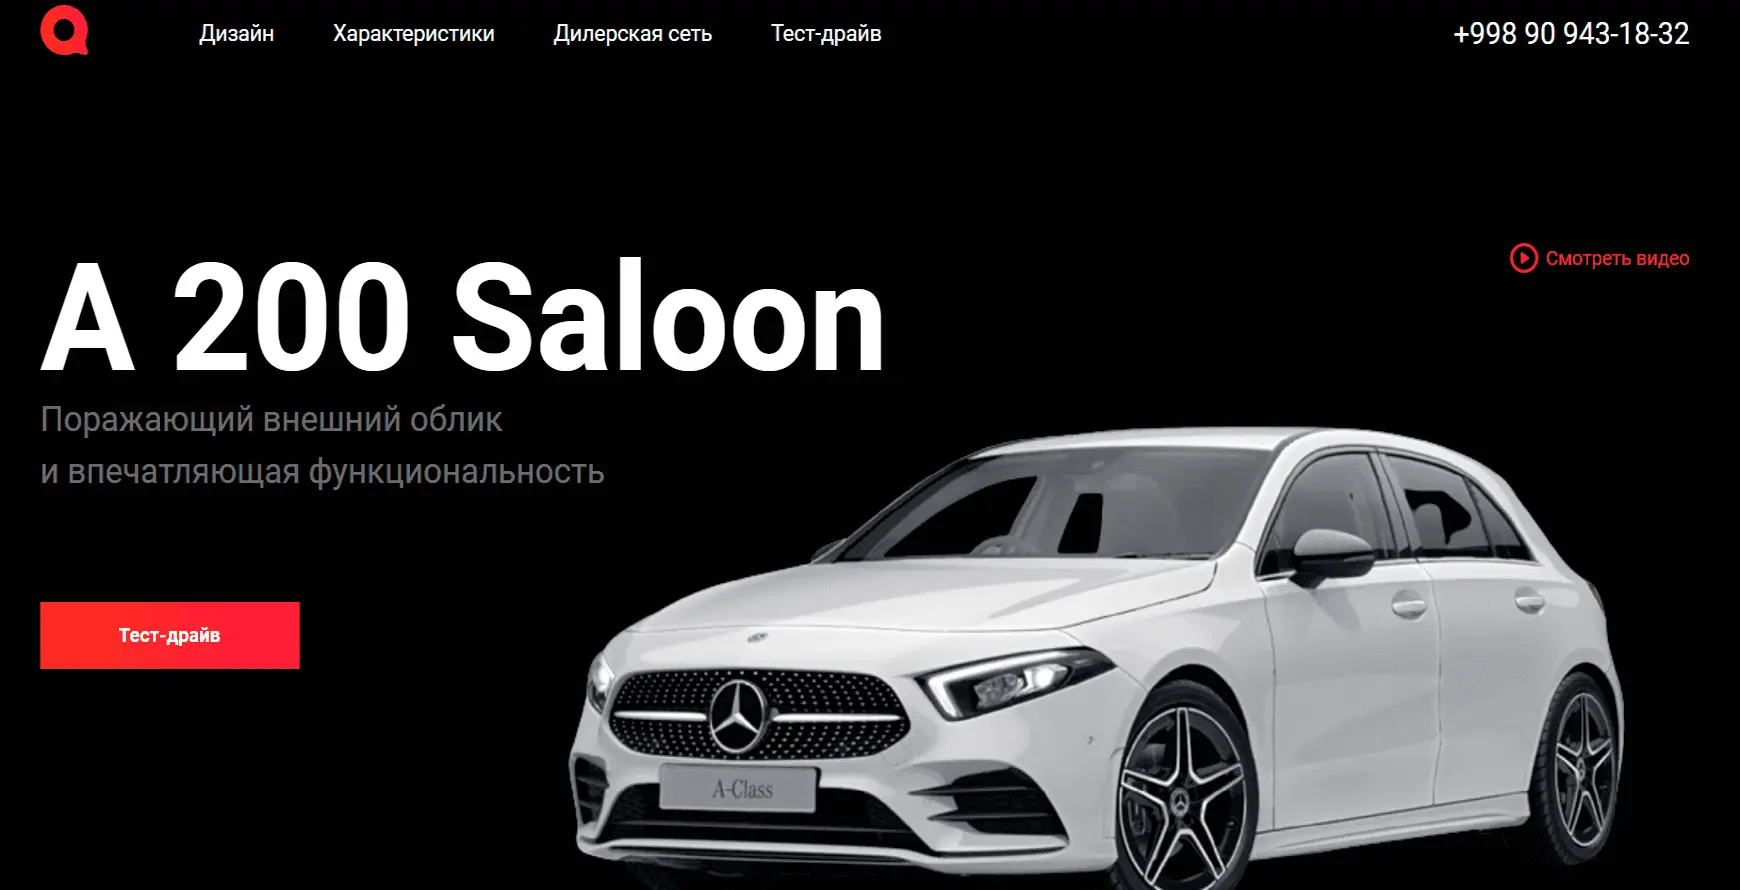 Дизайн
Характеристики
Дилерская сеть
Тест-драйв
+998 90 943-18-32
Смотреть видео
A 200 Saloon
Поражающий внешний облик
и впечатляющая функциональность
Тест-драйв
A-Class